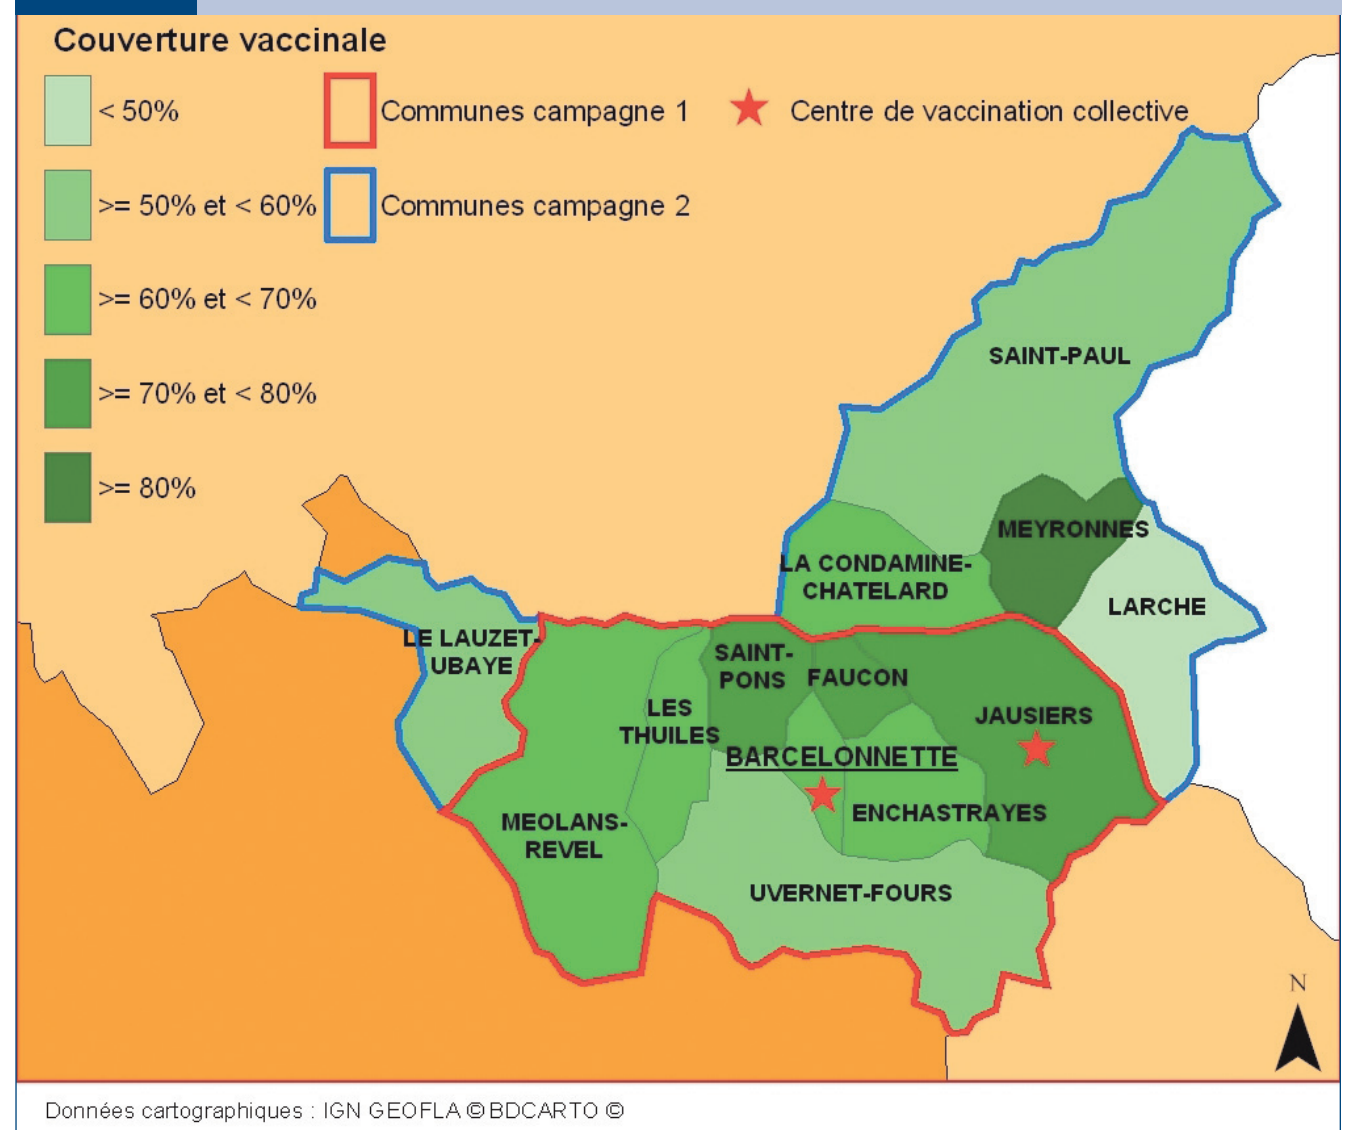 Couverture vaccinale
< 50%
Communes campagne 1
Centre de vaccination collective
>= 50% et < 60%
Communes campagne 2
>= 60% et < 70%
>= 70% et < 80%
>= 80%
SAINT-PAUL
MEYRONNES
LA CONDAMINE-
CHATELARD
LARCHE
LE LAUZET-
UBAYE
SAINT-
PONS
FAUCON
LES
THUILES
JAUSIERS
BARCELONNETTE
MEOLANS-
REVEL
ENCHASTRAYES
UVERNET-FOURS
N
Données cartographiques : IGN GEOFLA © BDCARTO ©